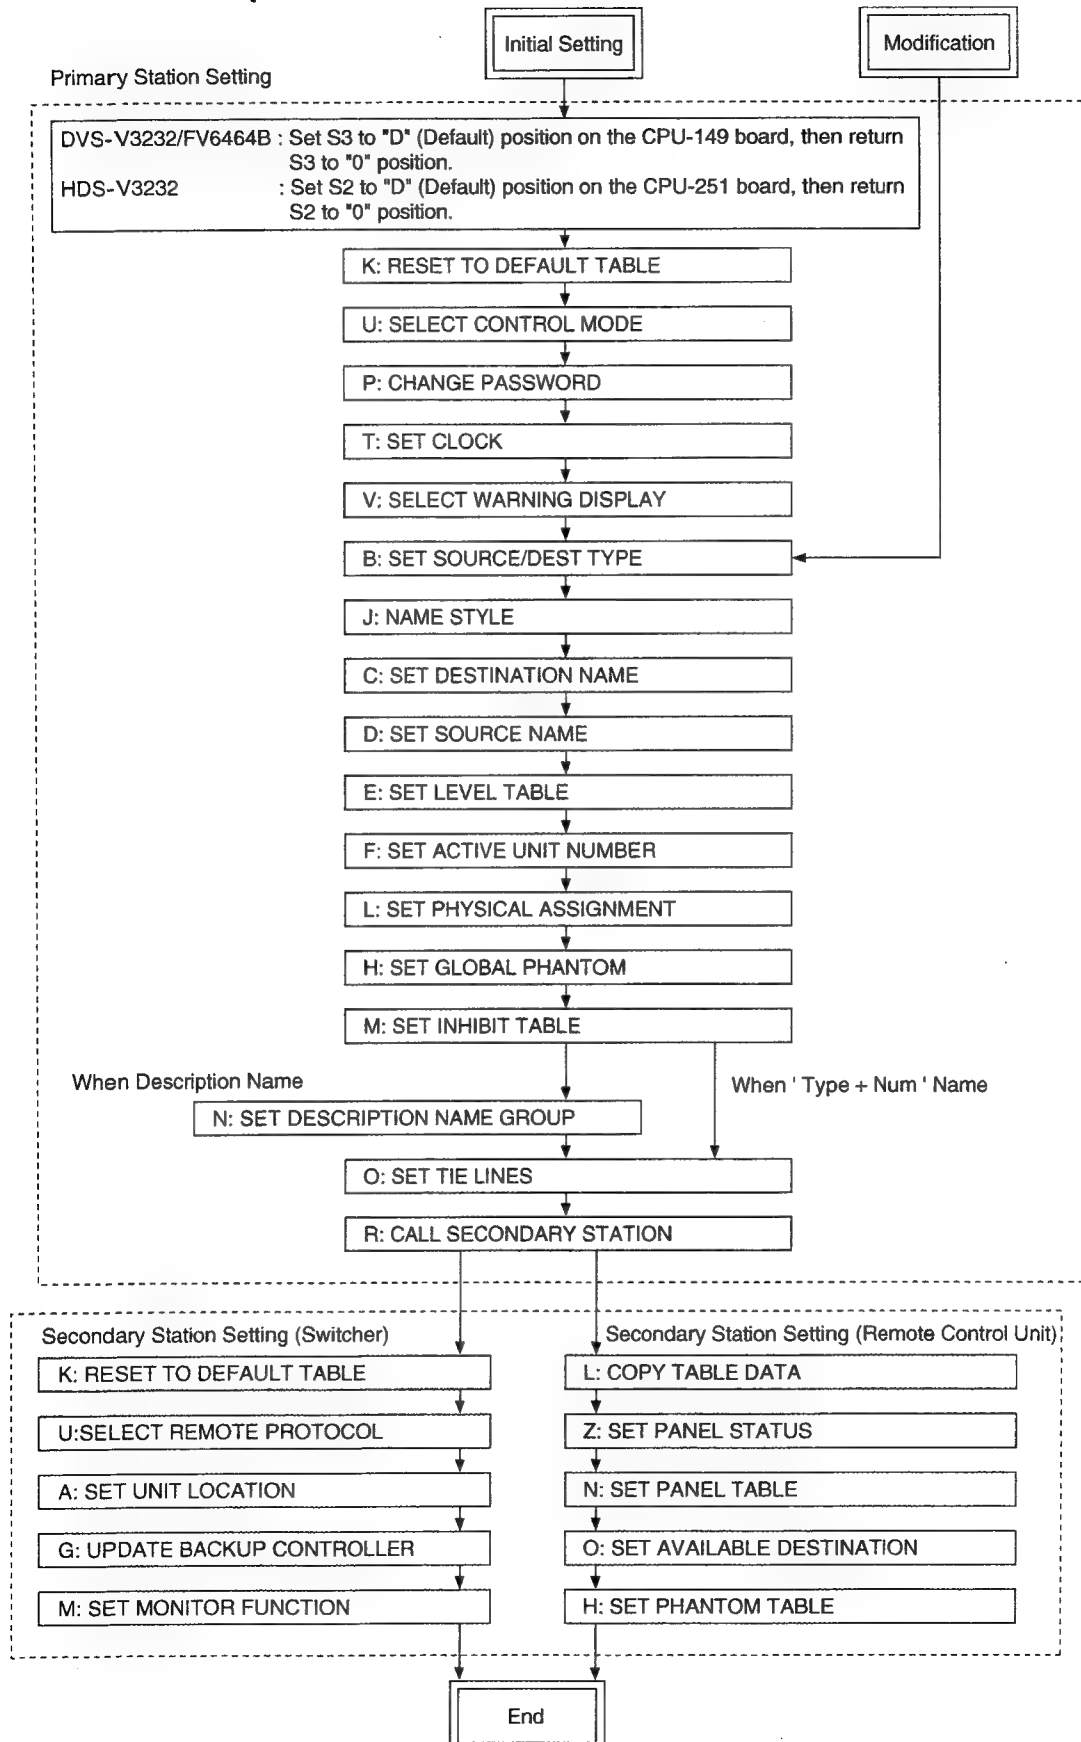 Initial Setting
Modification
Primary Station Setting
DVS-V3232/FV6464B : Set S3 to "D" (Default) position on the CPU-149 board, then return
S3 to "0" position.
HDS-V3232 : Set S2 to "D" (Default) position on the CPU-251 board, then return
S2 to "0" position.
K: RESET TO DEFAULT TABLE
U: SELECT CONTROL MODE
P: CHANGE PASSWORD
T: SET CLOCK
V: SELECT WARNING DISPLAY
B: SET SOURCE/DEST TYPE
J: NAME STYLE
C: SET DESTINATION NAME
D: SET SOURCE NAME
E: SET LEVEL TABLE
F: SET ACTIVE UNIT NUMBER
L: SET PHYSICAL ASSIGNMENT
H: SET GLOBAL PHANTOM
M: SET INHIBIT TABLE
When Description Name
When ' Type + Num ' Name
N: SET DESCRIPTION NAME GROUP
O: SET TIE LINES
R: CALL SECONDARY STATION
Secondary Station Setting (Switcher)
K: RESET TO DEFAULT TABLE
U:SELECT REMOTE PROTOCOL
A: SET UNIT LOCATION
G: UPDATE BACKUP CONTROLLER
M: SET MONITOR FUNCTION
Secondary Station Setting (Remote Control Unit)
L: COPY TABLE DATA
Z: SET PANEL STATUS
N: SET PANEL TABLE
O: SET AVAILABLE DESTINATION
H: SET PHANTOM TABLE
End